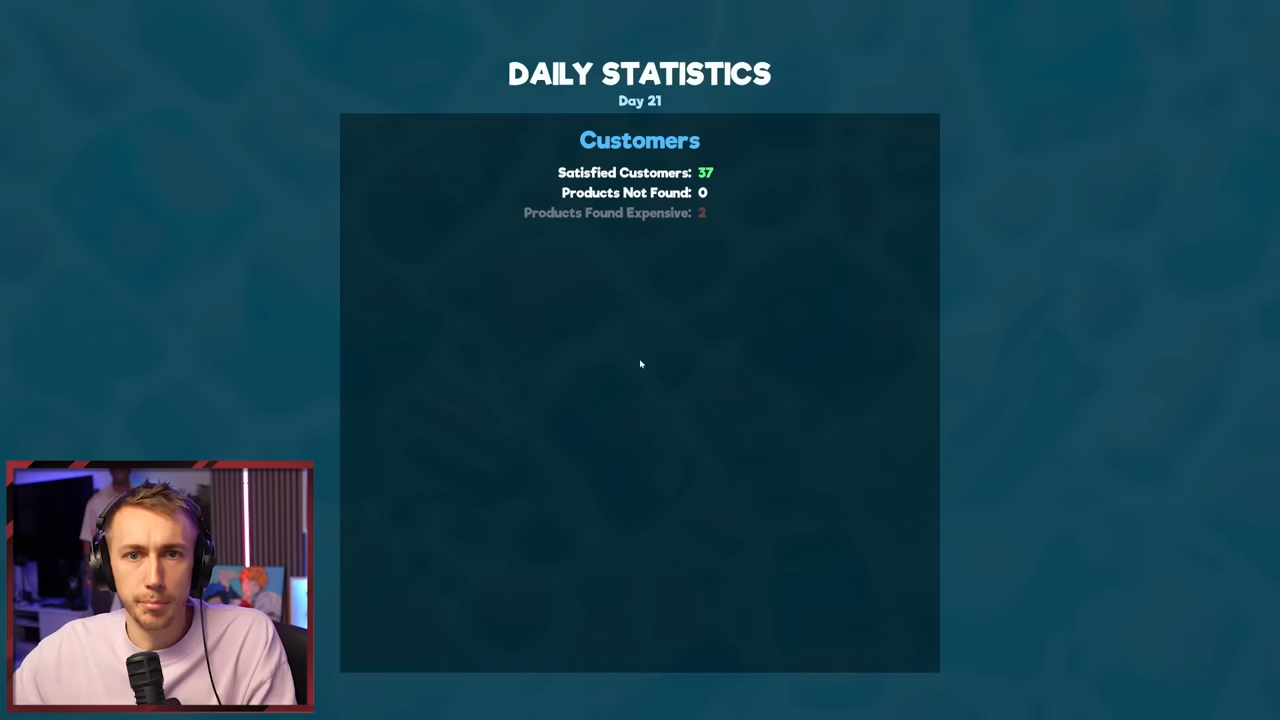 DAILY STATISTICS
Day 21
Customers
Satisfied Customers: 37
Products Not Found: 0
Products Found Expensive: 2